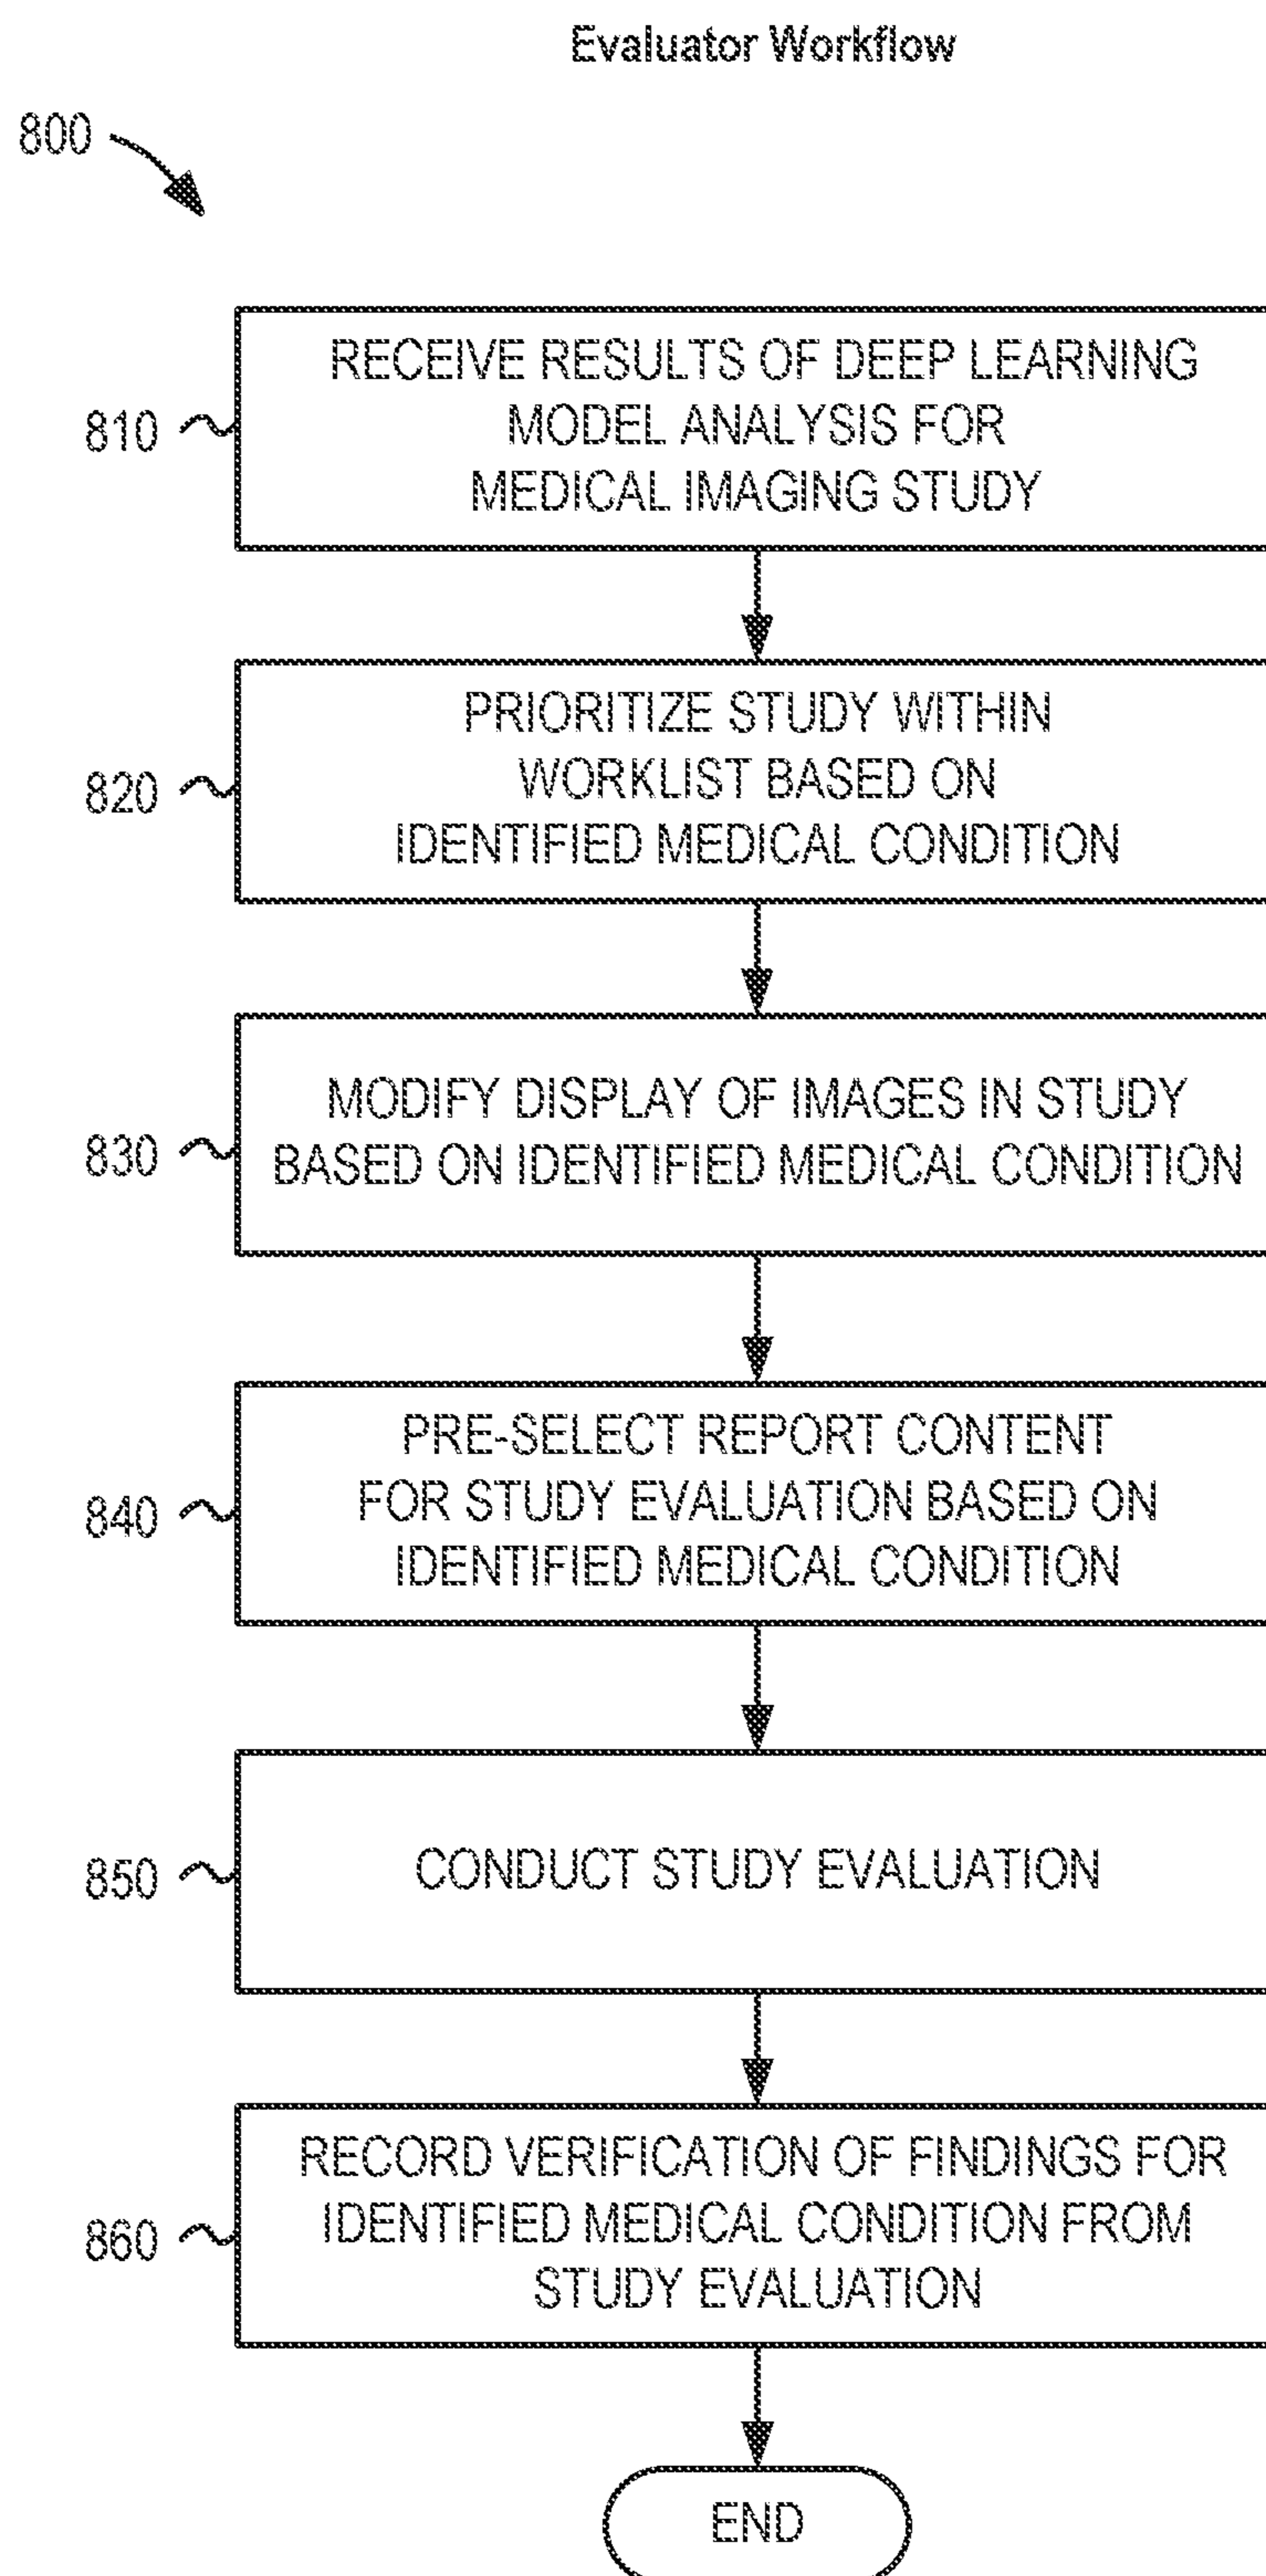 Evaluator Workflow
800
810
RECEIVE RESULTS OF DEEP LEARNING
MODEL ANALYSIS FOR
MEDICAL IMAGING STUDY
820
PRIORITIZE STUDY WITHIN
WORKLIST BASED ON
IDENTIFIED MEDICAL CONDITION
830
MODIFY DISPLAY OF IMAGES IN STUDY
BASED ON IDENTIFIED MEDICAL CONDITION
840
PRE-SELECT REPORT CONTENT
FOR STUDY EVALUATION BASED ON
IDENTIFIED MEDICAL CONDITION
850
CONDUCT STUDY EVALUATION
860
RECORD VERIFICATION OF FINDINGS FOR
IDENTIFIED MEDICAL CONDITION FROM
STUDY EVALUATION
END